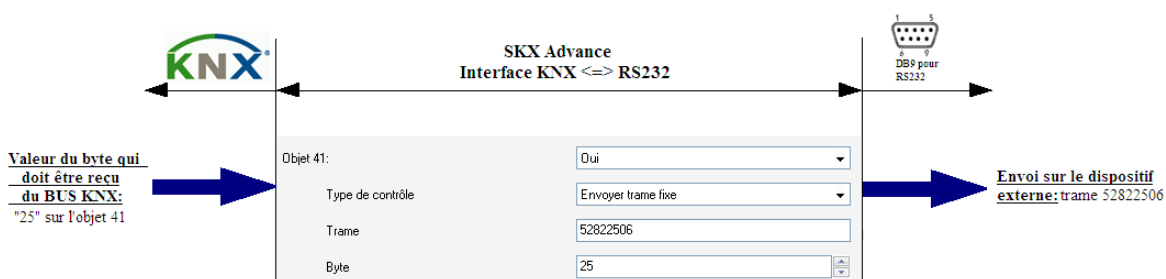 KNX
SKX Advance
Interface KNX <=> RS232
1 5
6 9
DB9 pour
RS232
Valeur du byte qui
doit être reçu
du BUS KNX:
"25" sur l'objet 41
Objet 41:
Oui
Type de contrôle
Envoyer trame fixe
Trame
52822506
Byte
25
Envoi sur le dispositif
externe: trame 52822506